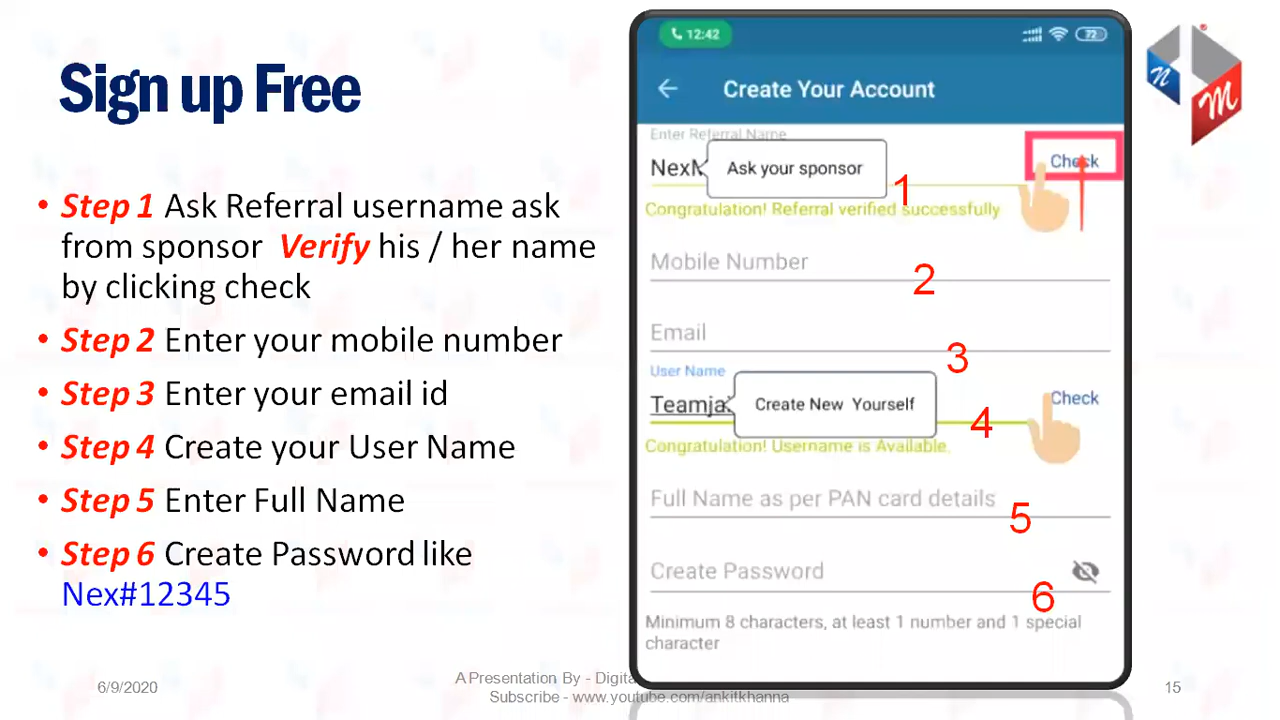 Sign up Free
• Step 1 Ask Referral username ask
from sponsor Verify his / her name
by clicking check
• Step 2 Enter your mobile number
• Step 3 Enter your email id
• Step 4 Create your User Name
• Step 5 Enter Full Name
• Step 6 Create Password like
Nex#12345
12:42
72
Create Your Account
Enter Referral Name
Ask your sponsor
1
Check
Congratulation! Referral verified successfully
Mobile Number
2
Email
3
User Name
Teamja
Create New Yourself
4
Check
Congratulation! Username is Available.
Full Name as per PAN card details
5
Create Password
6
Minimum 8 characters, at least 1 number and 1 special
character
n
M
6/9/2020
A Presentation By - Digita
Subscribe - www.youtube.com/ankitkhanna
15